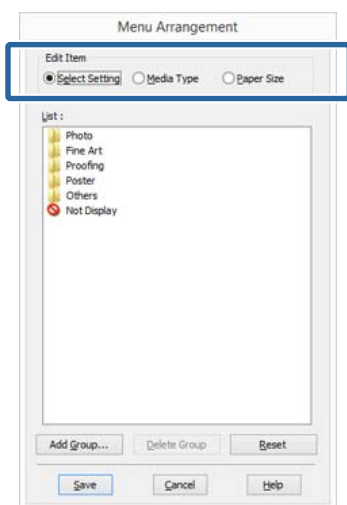 Menu Arrangement
Edit Item
Select Setting Media Type Paper Size
List :
Photo
Fine Art
Proofing
Poster
Others
Not Display
Add Group... Delete Group Reset
Save Cancel Help